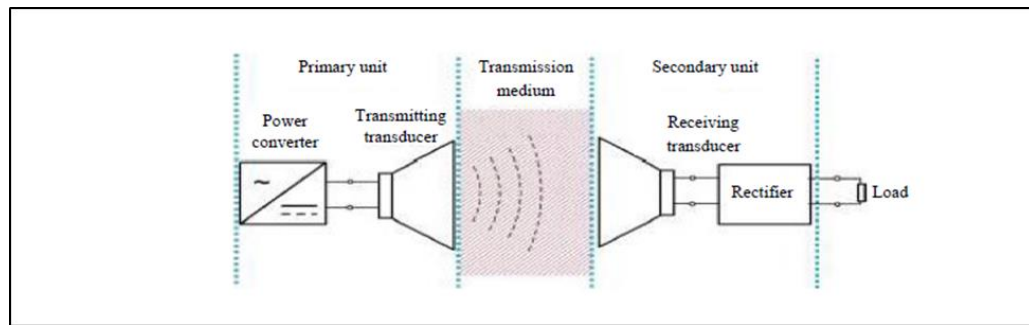 Primary unit
Transmission
medium
Secondary unit
Power
converter
Transmitting
transducer
Receiving
transducer
Rectifier
Load